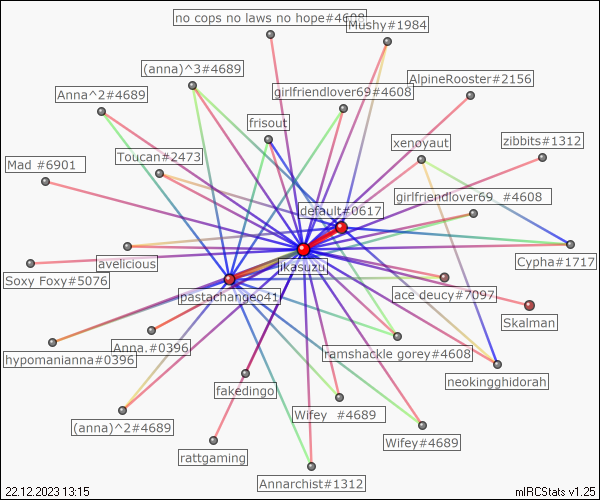 no cops no laws no hope#4689
Mushy#1984
(anna)^3#4689
AlpineRooster#2156
Anna^2#4689
girlfriendlover69#4608
frisout
xenoyaut
zibbits#1312
Toucan#2473
Mad #6901
girlfriendlover69 #4608
default#0617
Cypha#1717
avelicious
jikasuzu
Soxy Foxy#5076
pastachangeo41
ace deucy#7097
Skalman
hypomanianna#0396
Anna.#0396
ramshackle gorey#4608
neokingghidorah
fakedingo
Wifey #4689
(anna)^2#4689
Wifey#4689
rattgaming
Annarchist#1312
22.12.2023 13:15
mIRCStats v1.25